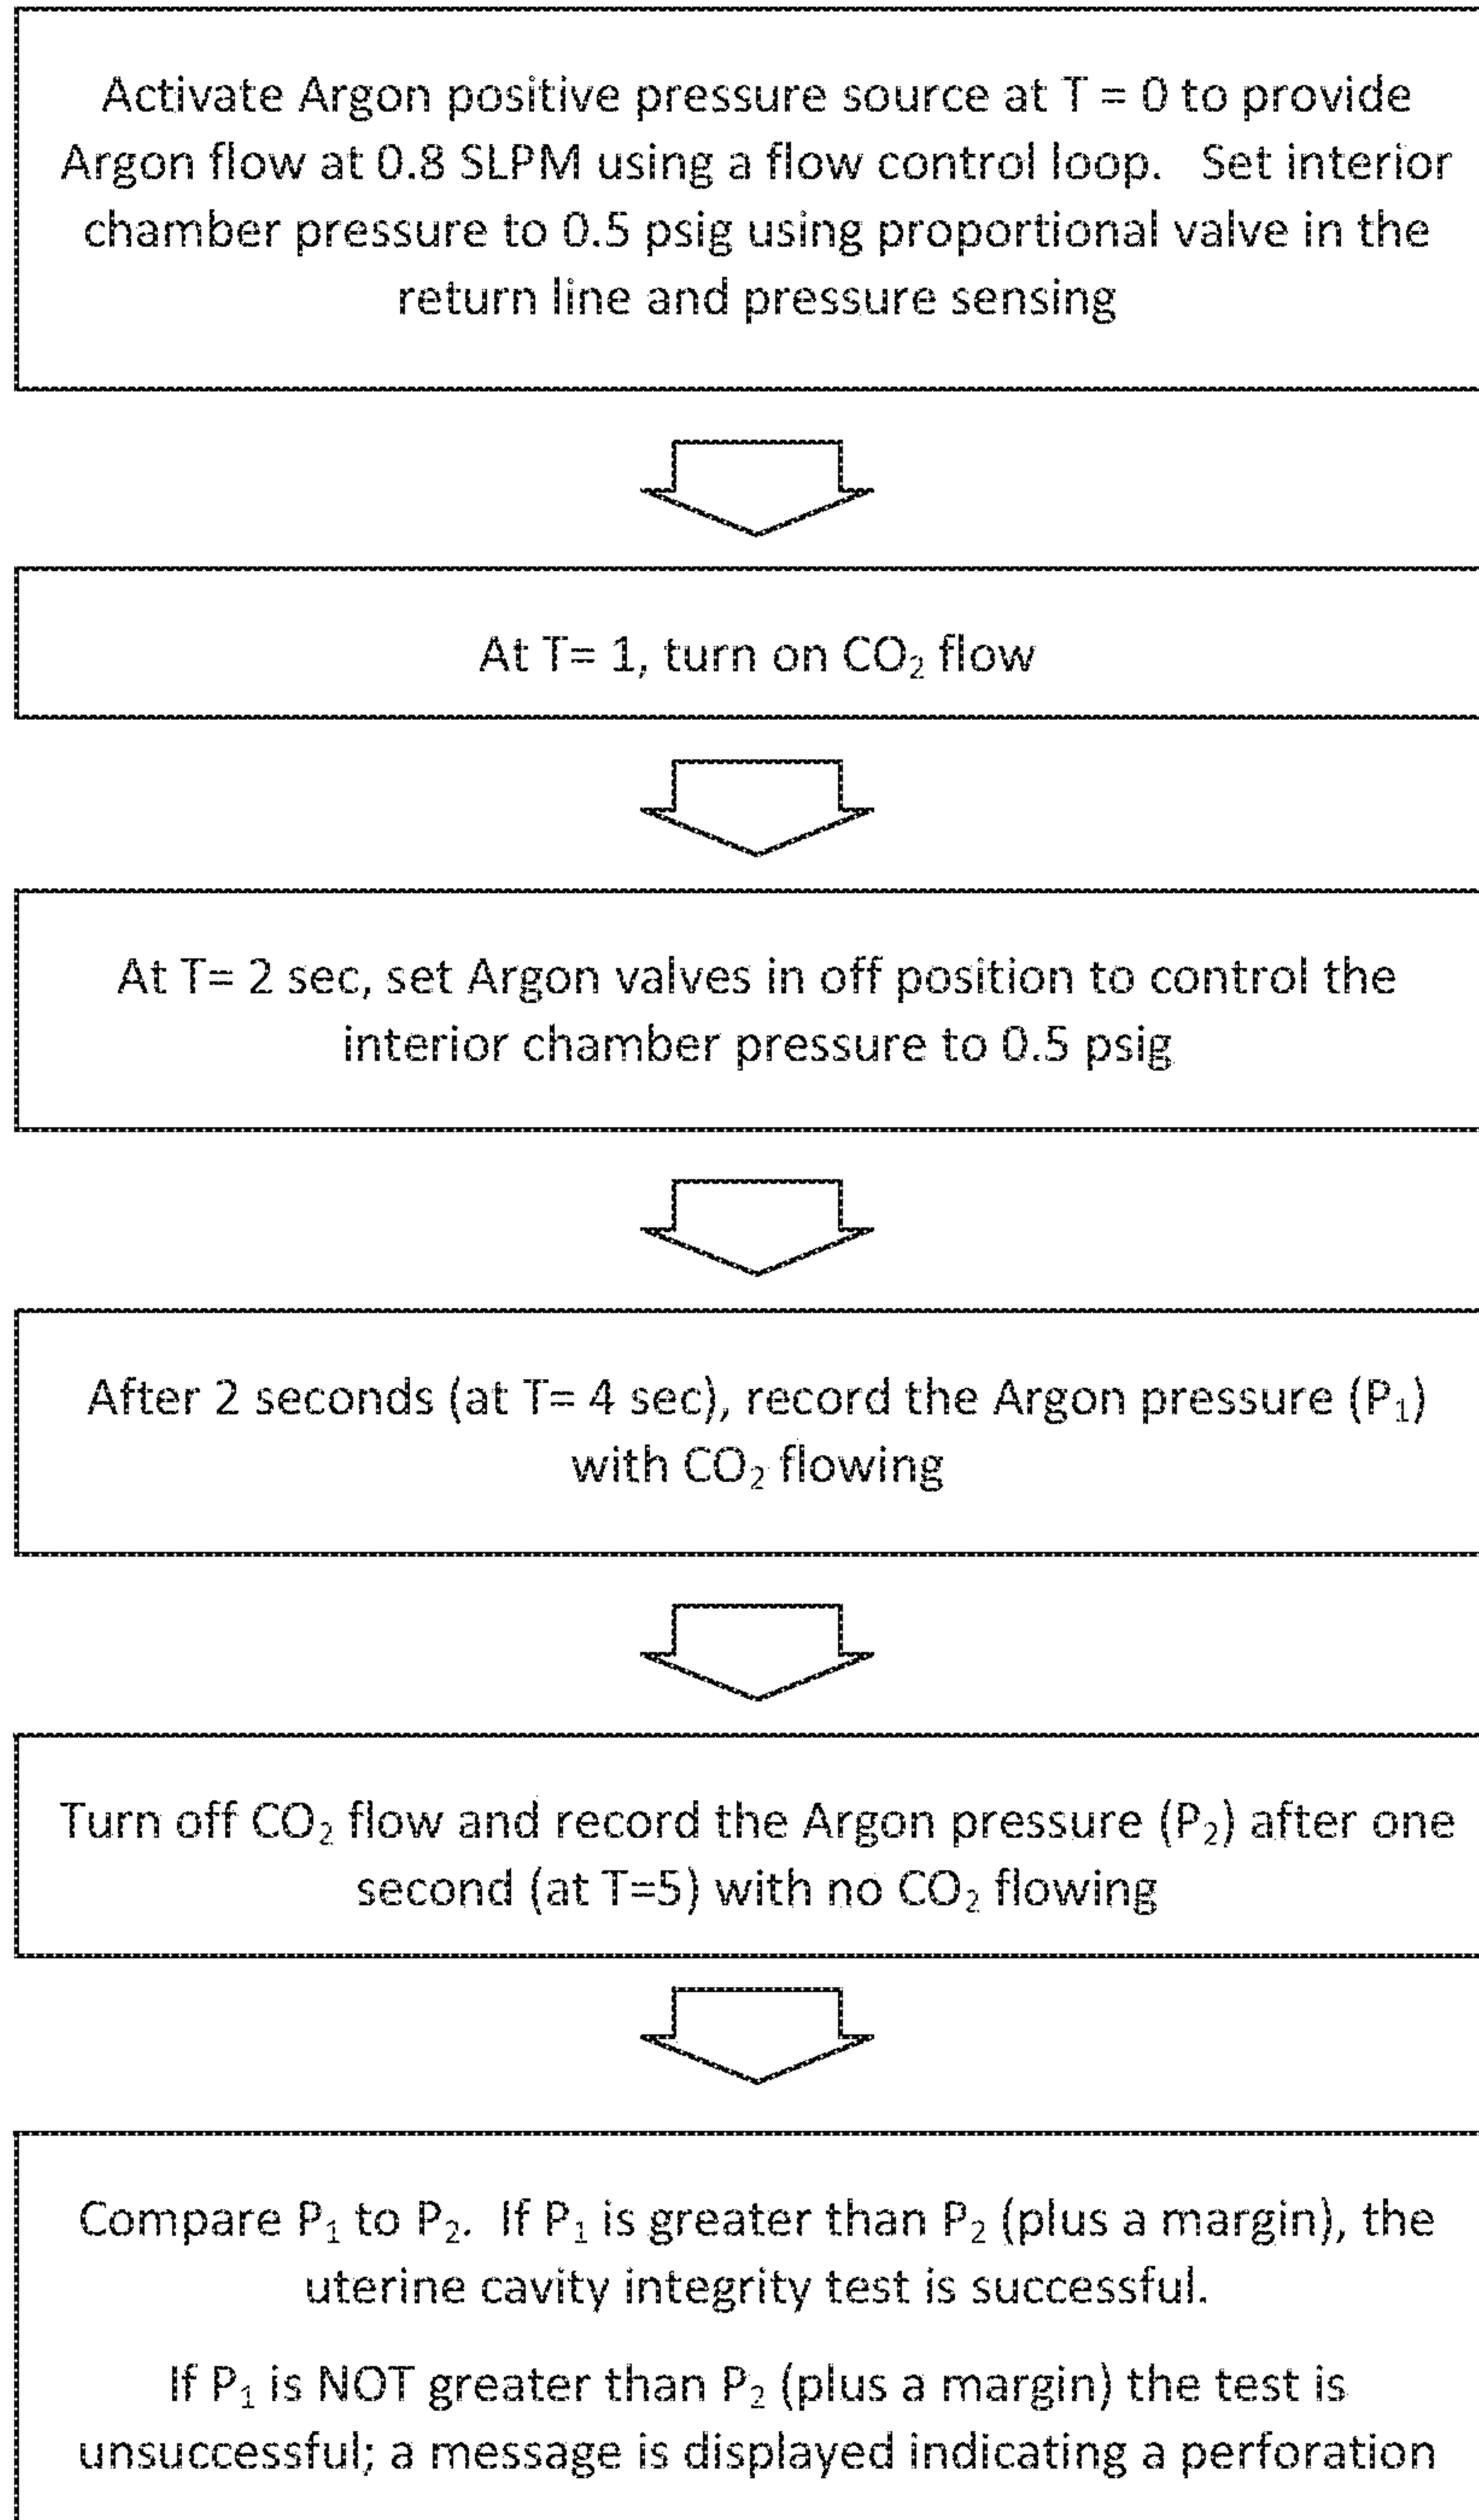 Activate Argon positive pressure source at T = 0 to provide
Argon flow at 0.8 SLPM using a flow control loop.   Set interior
chamber pressure to 0.5 psig using proportional valve in the
return line and pressure sensing
At T= 1, turn on CO₂ flow
At T= 2 sec, set Argon valves in off position to control the
interior chamber pressure to 0.5 psig
After 2 seconds (at T= 4 sec), record the Argon pressure (P₁)
with CO₂ flowing
Turn off CO₂ flow and record the Argon pressure (P₂) after one
second (at T=5) with no CO₂ flowing
Compare P₁ to P₂.  If P₁ is greater than P₂ (plus a margin), the
uterine cavity integrity test is successful.
If P₁ is NOT greater than P₂ (plus a margin) the test is
unsuccessful; a message is displayed indicating a perforation